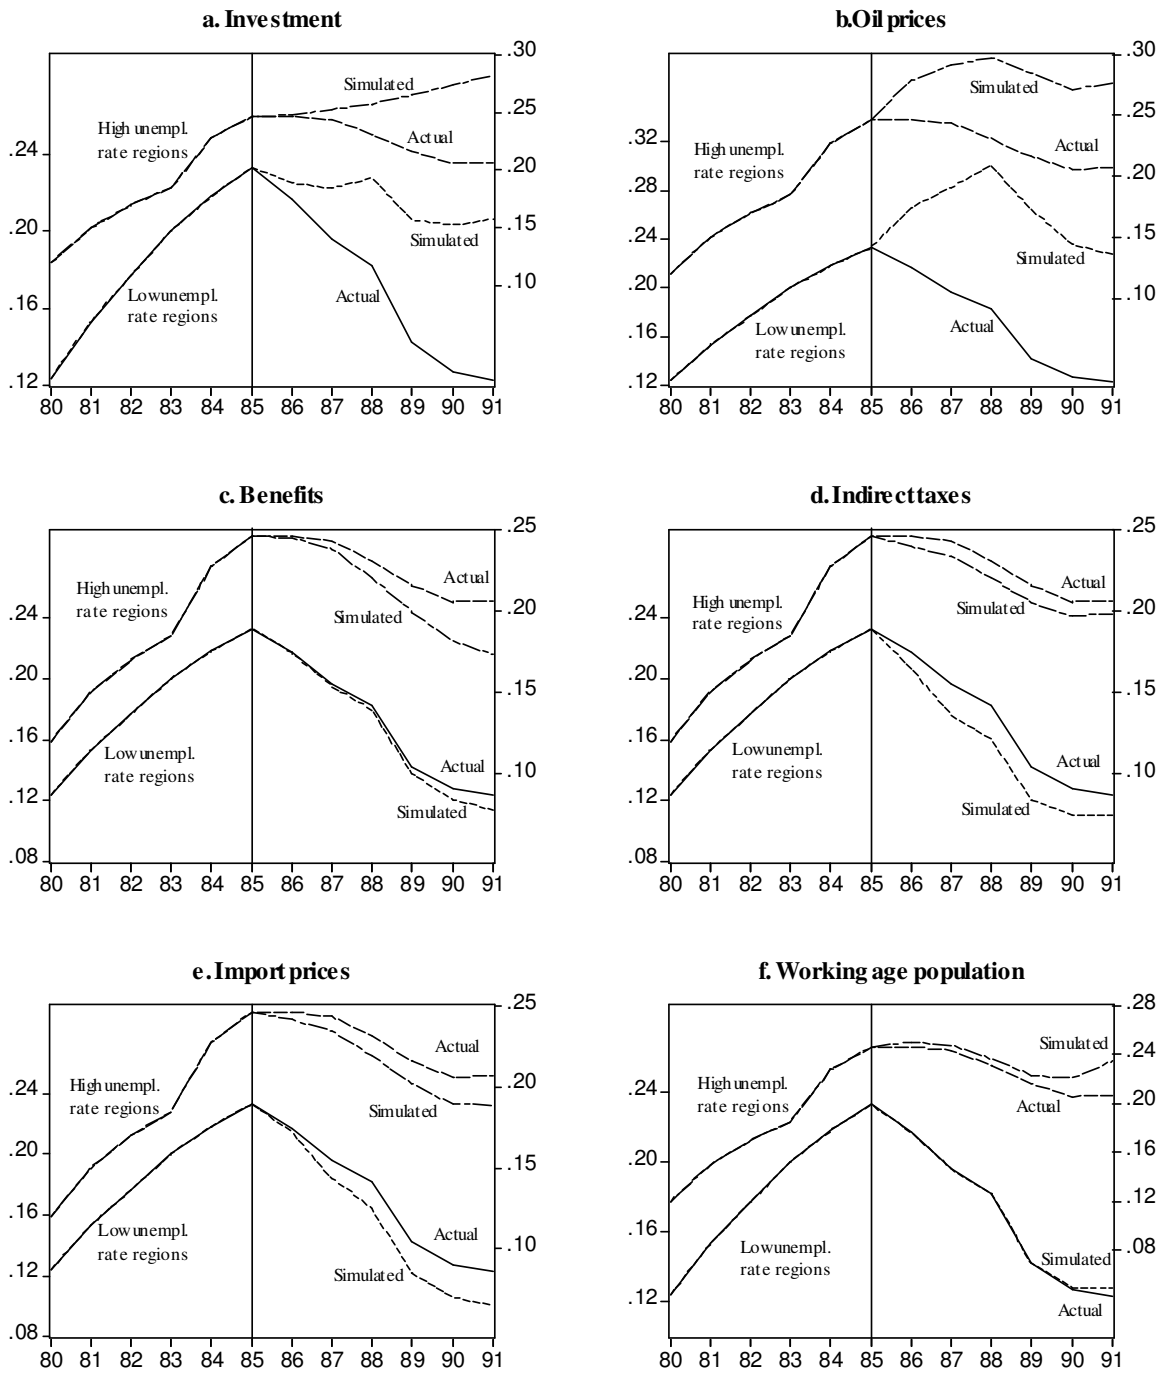 a. Investment
.30
.25
.20
.15
.10
.24
.20
.16
.12
Simulated
High unempl.
rate regions
Actual
Simulated
Low unempl.
rate regions
Actual
80 81 82 83 84 85 86 87 88 89 90 91
b. Oil prices
.30
.25
.20
.15
.10
.32
.28
.24
.20
.16
.12
Simulated
High unempl.
rate regions
Actual
Simulated
Low unempl.
rate regions
Actual
80 81 82 83 84 85 86 87 88 89 90 91
c. Benefits
.25
.20
.15
.10
.24
.20
.16
.12
.08
High unempl.
rate regions
Actual
Simulated
Low unempl.
rate regions
Actual
Simulated
80 81 82 83 84 85 86 87 88 89 90 91
d. Indirect taxes
.25
.20
.15
.10
.24
.20
.16
.12
.08
High unempl.
rate regions
Actual
Simulated
Low unempl.
rate regions
Actual
Simulated
80 81 82 83 84 85 86 87 88 89 90 91
e. Import prices
.25
.20
.15
.10
.24
.20
.16
.12
.08
High unempl.
rate regions
Actual
Simulated
Low unempl.
rate regions
Actual
Simulated
80 81 82 83 84 85 86 87 88 89 90 91
f. Working age population
.28
.24
.20
.16
.12
.08
.24
.20
.16
.12
Simulated
High unempl.
rate regions
Actual
Low unempl.
rate regions
Simulated
Actual
80 81 82 83 84 85 86 87 88 89 90 91